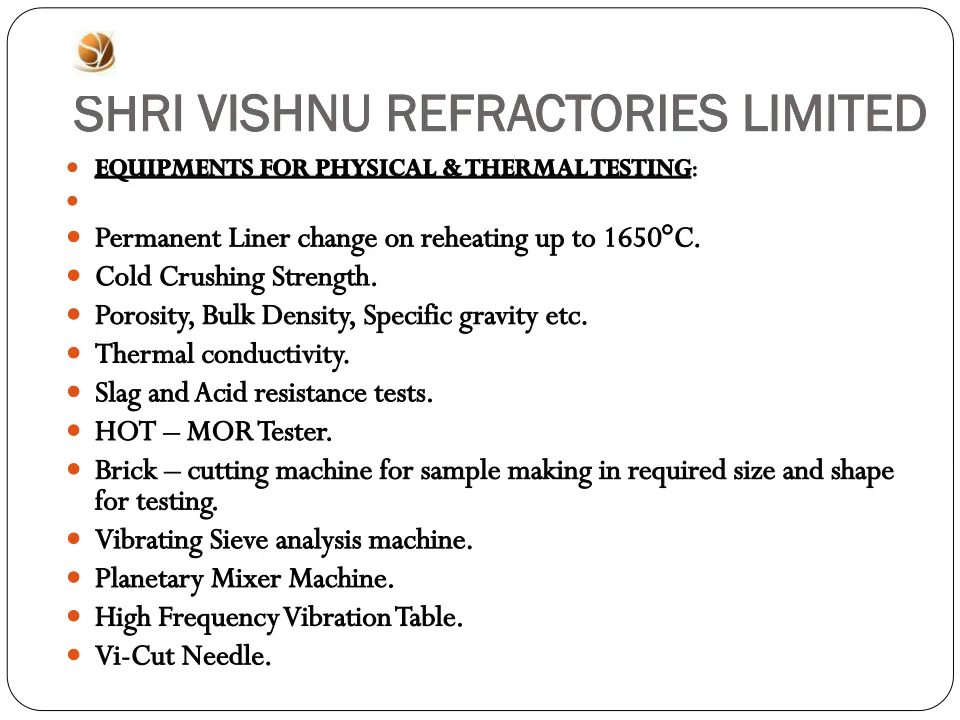 SHRI VISHNU REFRACTORIES LIMITED
• EQUIPMENTS FOR PHYSICAL & THERMAL TESTING:
•
• Permanent Liner change on reheating up to 1650°C.
• Cold Crushing Strength.
• Porosity, Bulk Density, Specific gravity etc.
• Thermal conductivity.
• Slag and Acid resistance tests.
• HOT – MOR Tester.
• Brick – cutting machine for sample making in required size and shape
for testing.
• Vibrating Sieve analysis machine.
• Planetary Mixer Machine.
• High Frequency Vibration Table.
• Vi-Cut Needle.